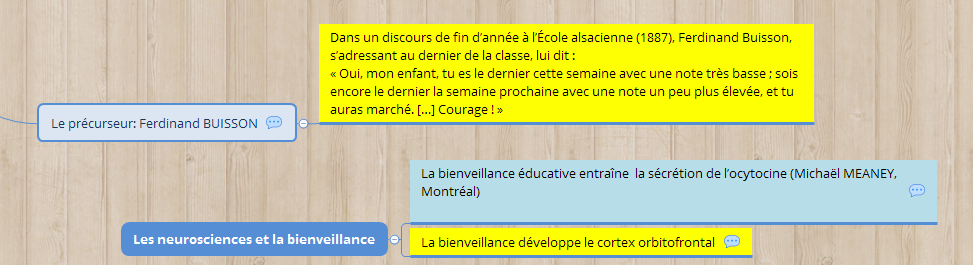 Dans un discours de fin d'année à l'École alsacienne (1887), Ferdinand Buisson,
s'adressant au dernier de la classe, lui dit :
« Oui, mon enfant, tu es le dernier cette semaine avec une note très basse ; sois
encore le dernier la semaine prochaine avec une note un peu plus élevée, et tu
auras marché. [...] Courage ! »
Le précurseur: Ferdinand BUISSON
La bienveillance éducative entraîne  la sécrétion de l'ocytocine (Michaël MEANEY,
Montréal)
Les neurosciences et la bienveillance
La bienveillance développe le cortex orbitofrontal